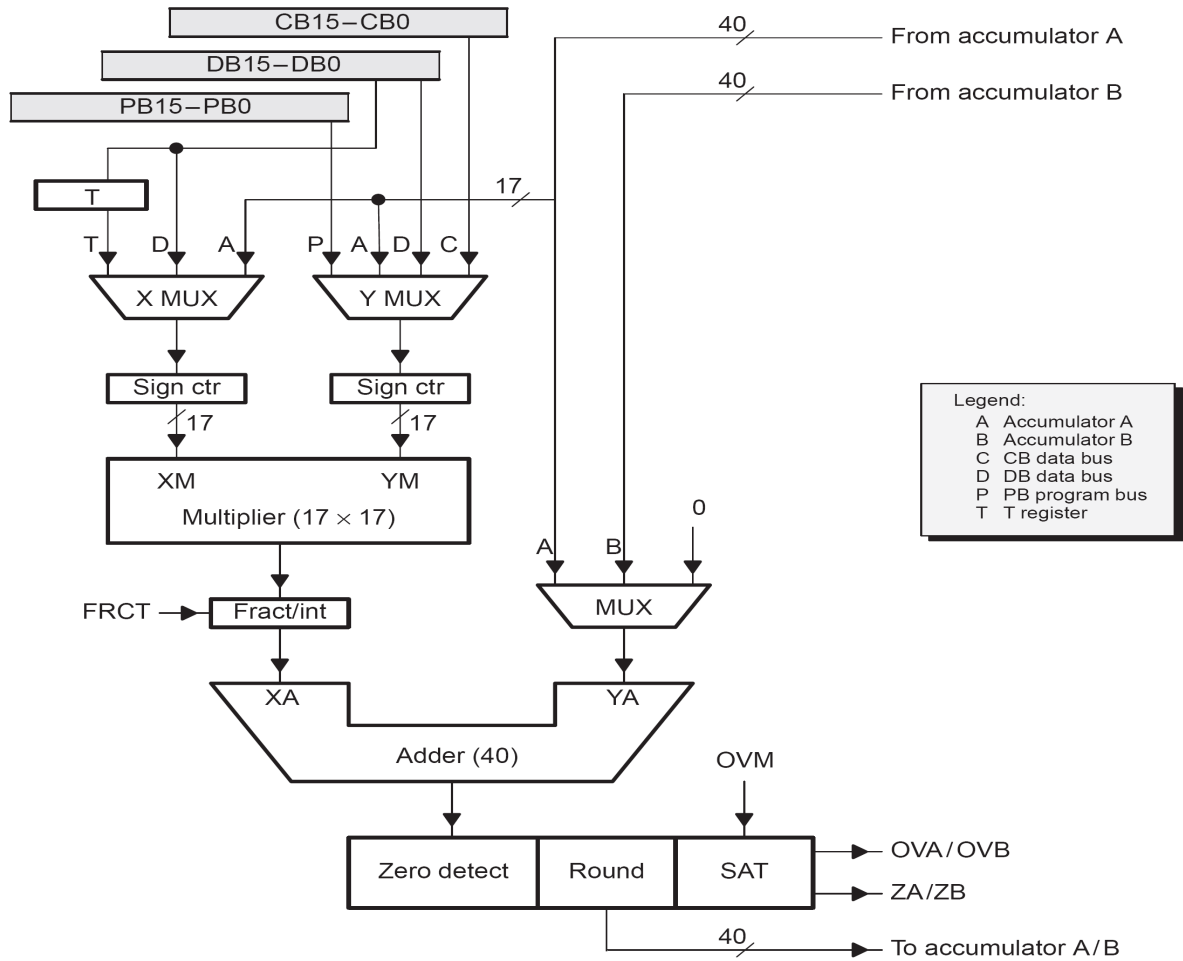 CB15–CB0
40
From accumulator A
DB15–DB0
40
From accumulator B
PB15–PB0
T
17
T D A P A D C
X MUX
Y MUX
Sign ctr
Sign ctr
17
17
Legend:
A Accumulator A
B Accumulator B
C CB data bus
D DB data bus
P PB program bus
T T register
XM YM
Multiplier (17 × 17)
0
A B
MUX
FRCT
Fract/int
XA
YA
Adder (40)
OVM
Zero detect
Round
SAT
OVA/OVB
ZA/ZB
40
To accumulator A/B